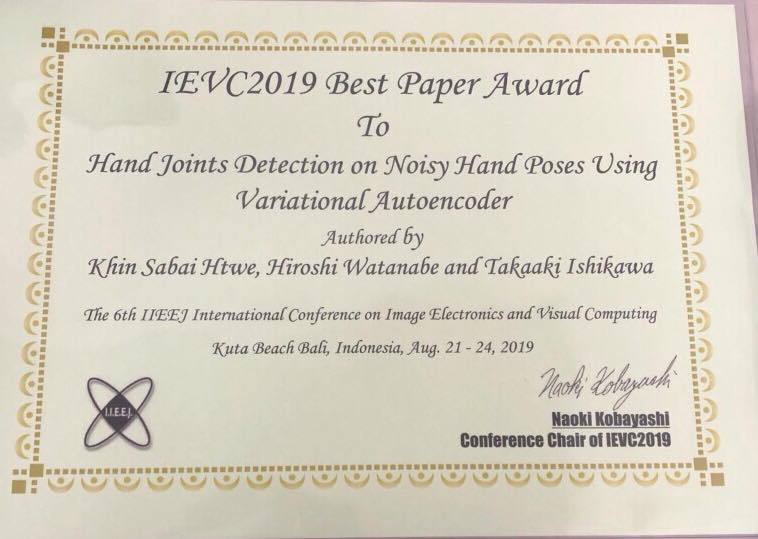 IEVC2019 Best Paper Award
To
Hand Joints Detection on Noisy Hand Poses Using
Variational Autoencoder
Authored by
Khin Sabai Htwe, Hiroshi Watanabe and Takaaki Ishikawa
The 6th IIEEJ International Conference on Image Electronics and Visual Computing
Kuta Beach Bali, Indonesia, Aug. 21 - 24, 2019
Naoki Kobayashi
I.I.E.E.J.
Naoki Kobayashi
Conference Chair of IEVC2019